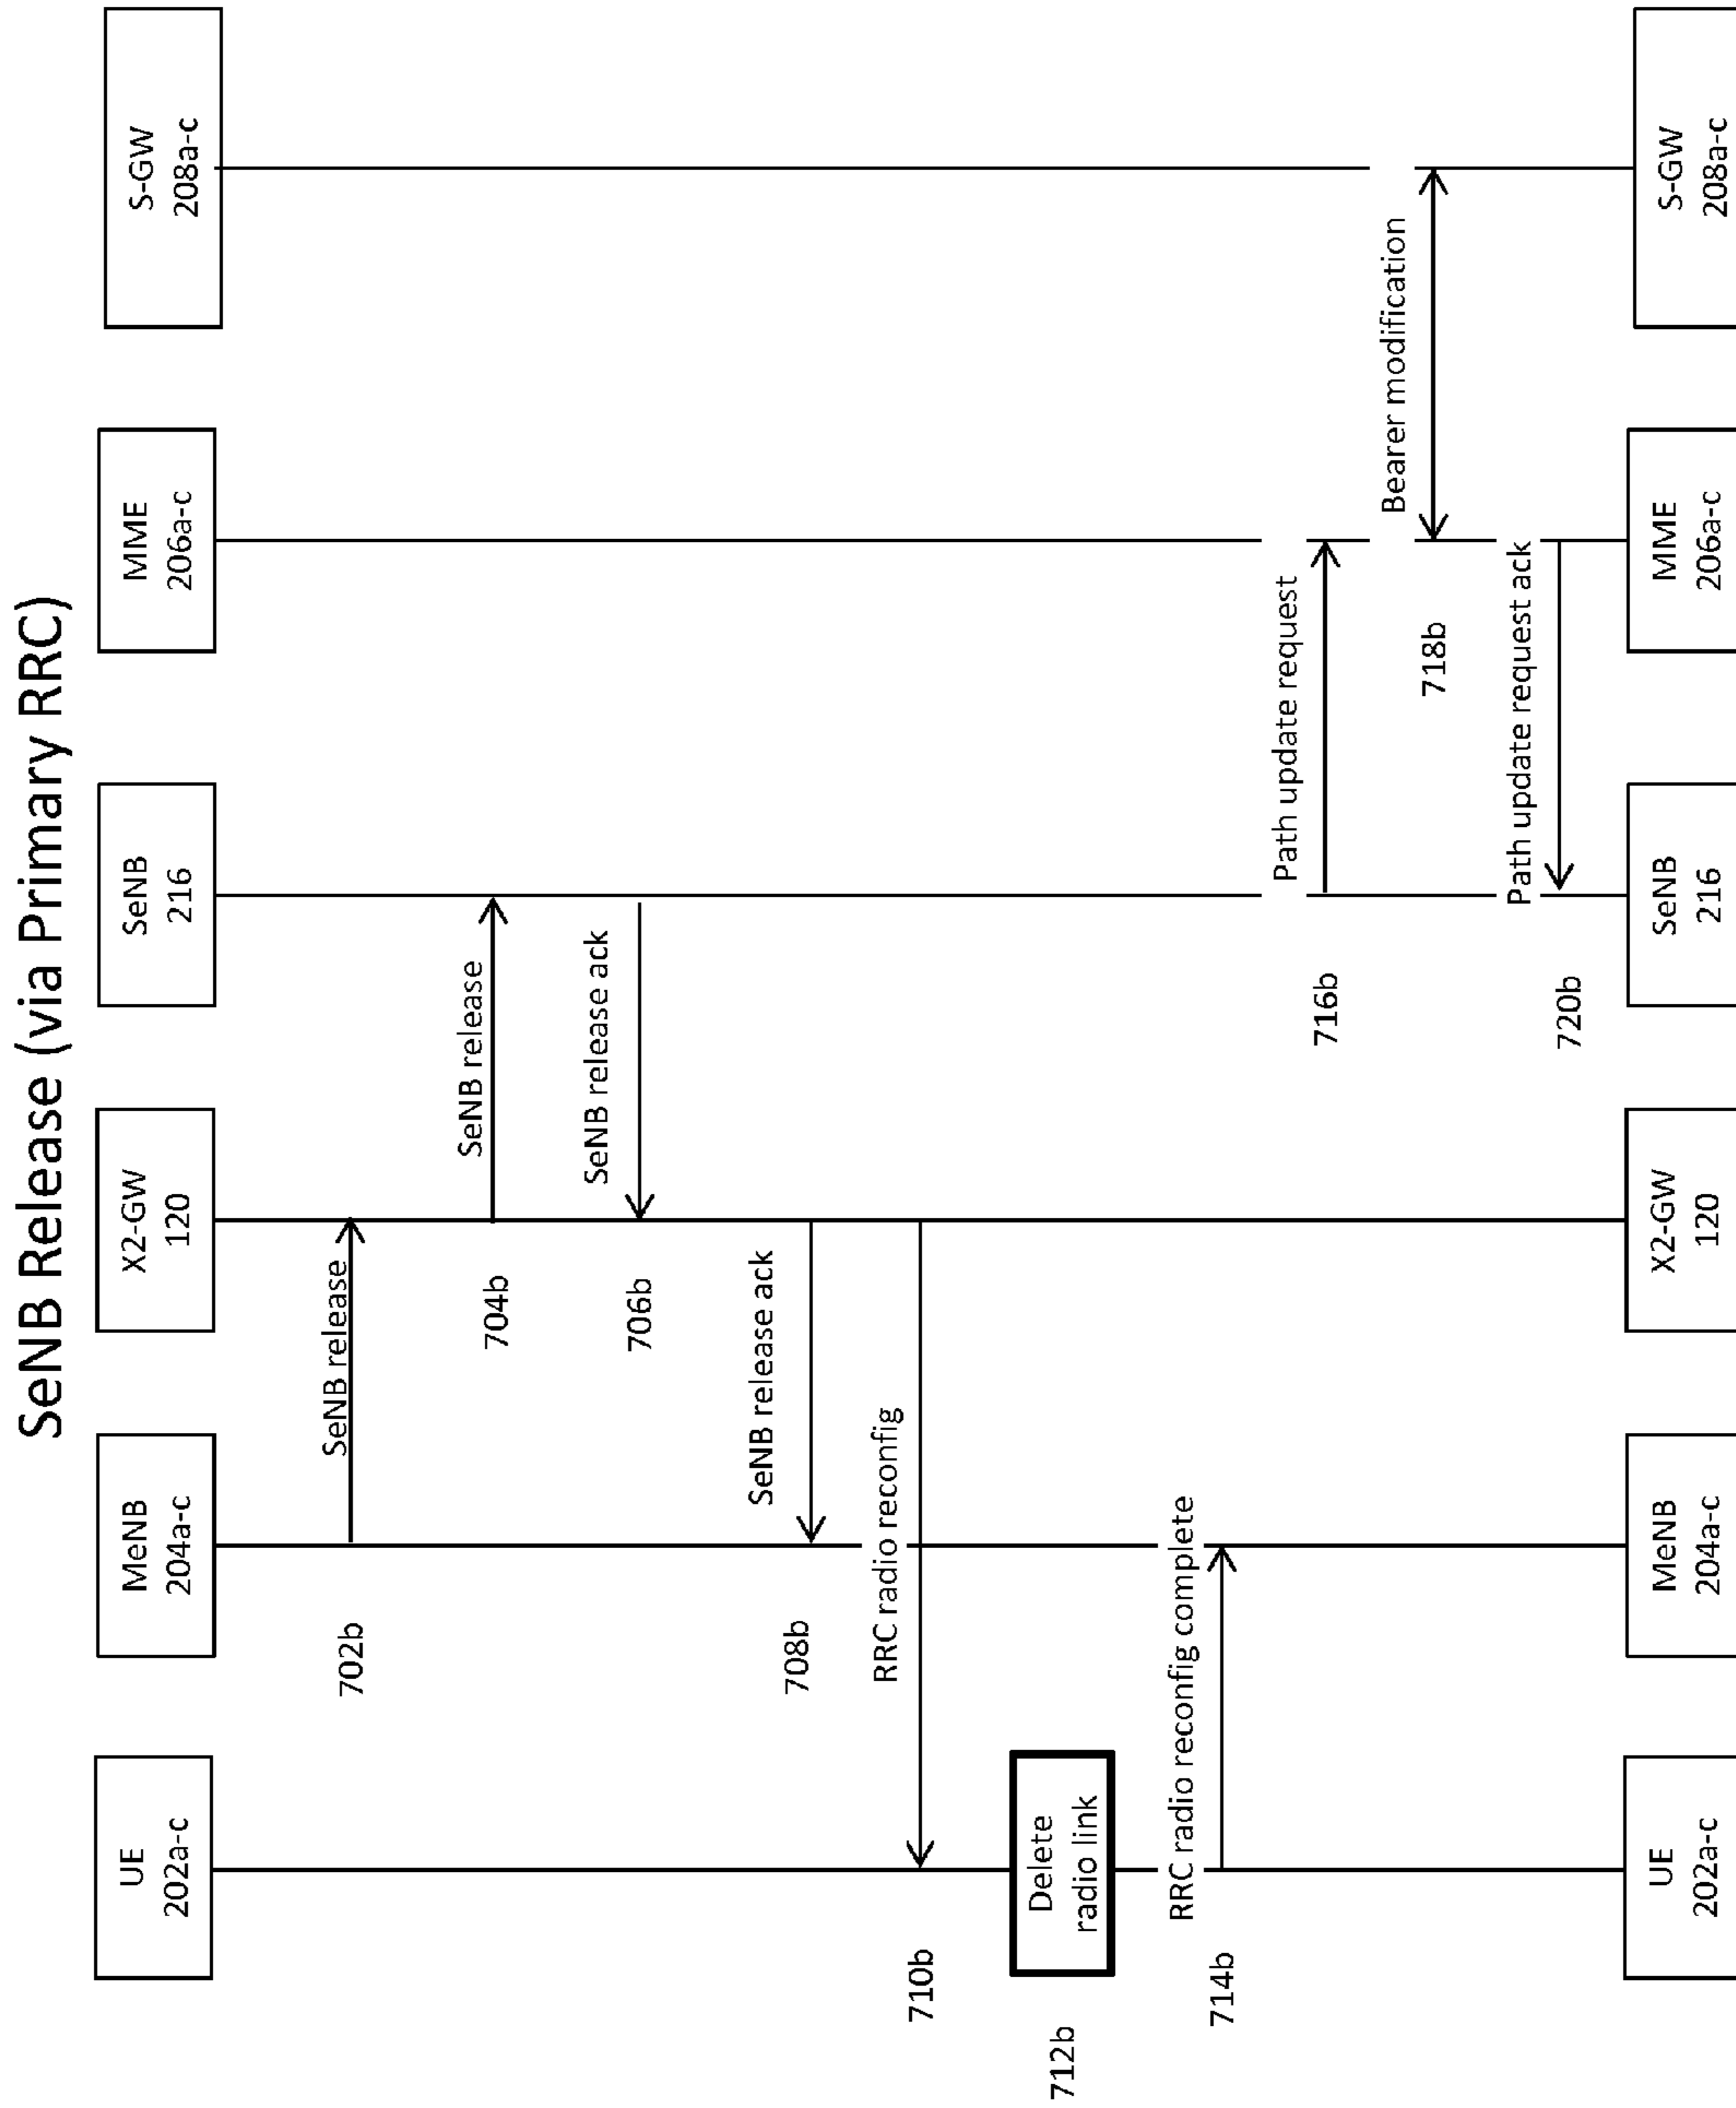 SeNB Release (via Primary RRC)
UE
202a-c
MeNB
204a-c
X2-GW
120
SeNB
216
MME
206a-c
S-GW
208a-c
702b
SeNB release
SeNB release
704b
SeNB release ack
706b
SeNB release ack
708b
RRC radio reconfig
710b
Delete
radio link
712b
RRC radio reconfig complete
714b
Path update request
716b
Bearer modification
718b
Path update request ack
720b
UE
202a-c
MeNB
204a-c
X2-GW
120
SeNB
216
MME
206a-c
S-GW
208a-c